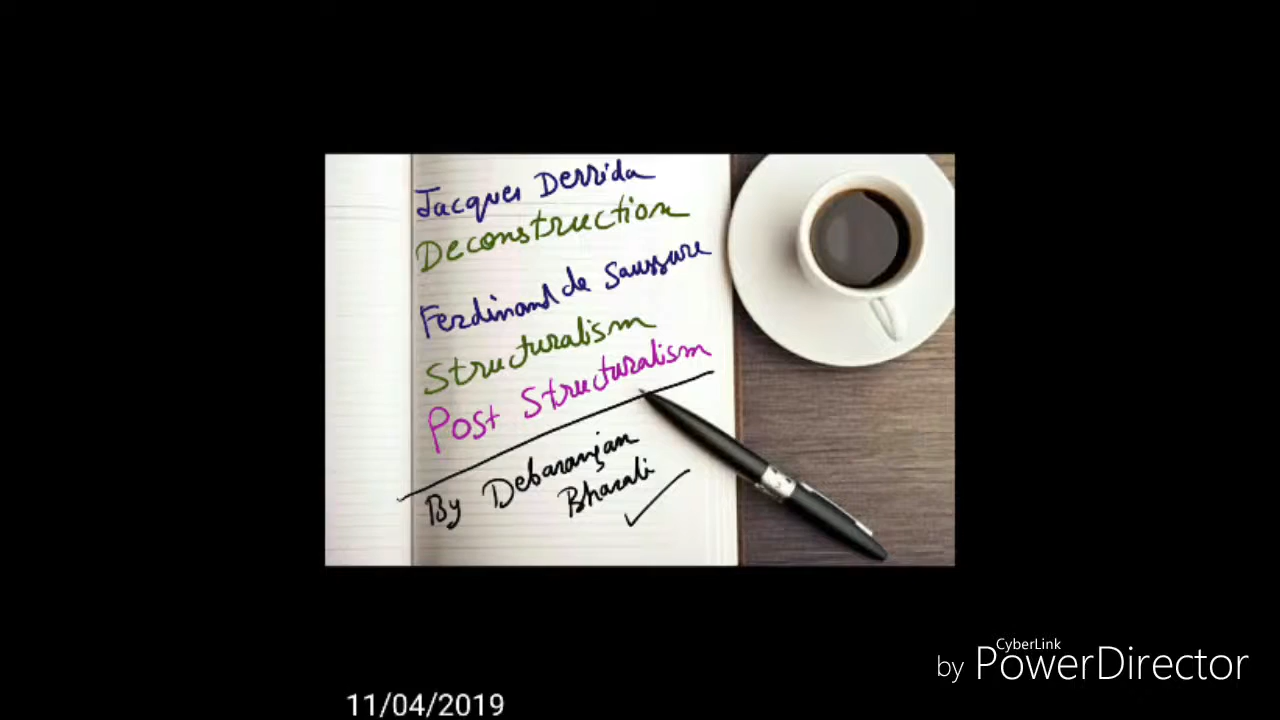 Jacques Derrida
Deconstruction
Ferdinand de Saussure
Structuralism
Post Structuralism
By Debaranjan
Bharali
CyberLink
by PowerDirector
11/04/2019